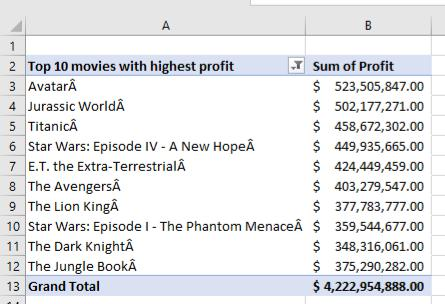 A B
1
2 Top 10 movies with highest profit Sum of Profit
3 AvatarÂ $ 523,505,847.00
4 Jurassic WorldÂ $ 502,177,271.00
5 TitanicÂ $ 458,672,302.00
6 Star Wars: Episode IV - A New HopeÂ $ 449,935,665.00
7 E.T. the Extra-TerrestrialÂ $ 424,449,459.00
8 The AvengersÂ $ 403,279,547.00
9 The Lion KingÂ $ 377,783,777.00
10 Star Wars: Episode I - The Phantom MenaceÂ $ 359,544,677.00
11 The Dark KnightÂ $ 348,316,061.00
12 The Jungle BookÂ $ 375,290,282.00
13 Grand Total $ 4,222,954,888.00